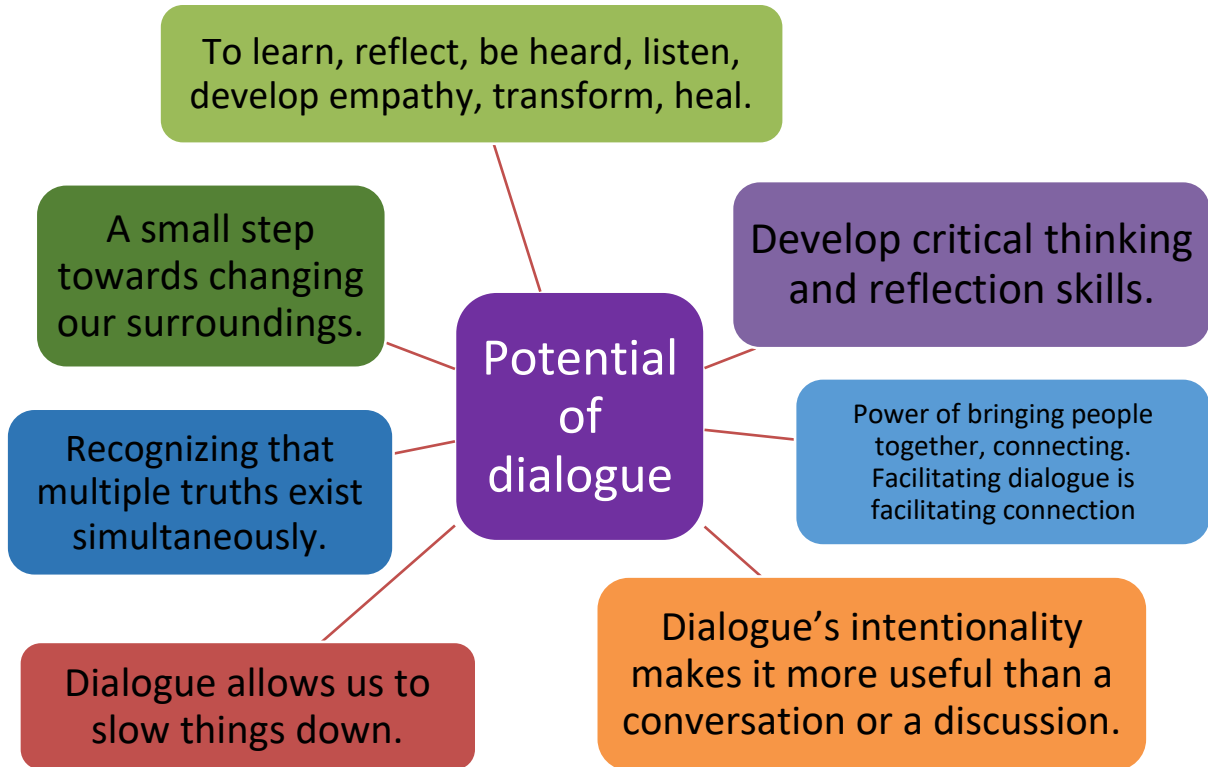 To learn, reflect, be heard, listen,
develop empathy, transform, heal.
A small step
towards changing
our surroundings.
Develop critical thinking
and reflection skills.
Potential
of
dialogue
Power of bringing people
together, connecting.
Facilitating dialogue is
facilitating connection
Recognizing that
multiple truths exist
simultaneously.
Dialogue’s intentionality
makes it more useful than a
conversation or a discussion.
Dialogue allows us to
slow things down.